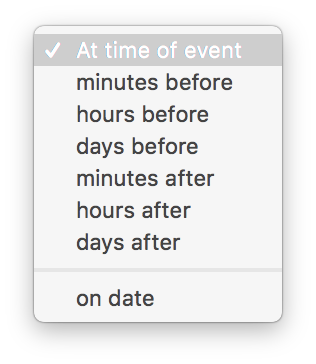 At time of event
minutes before
hours before
days before
minutes after
hours after
days after
on date